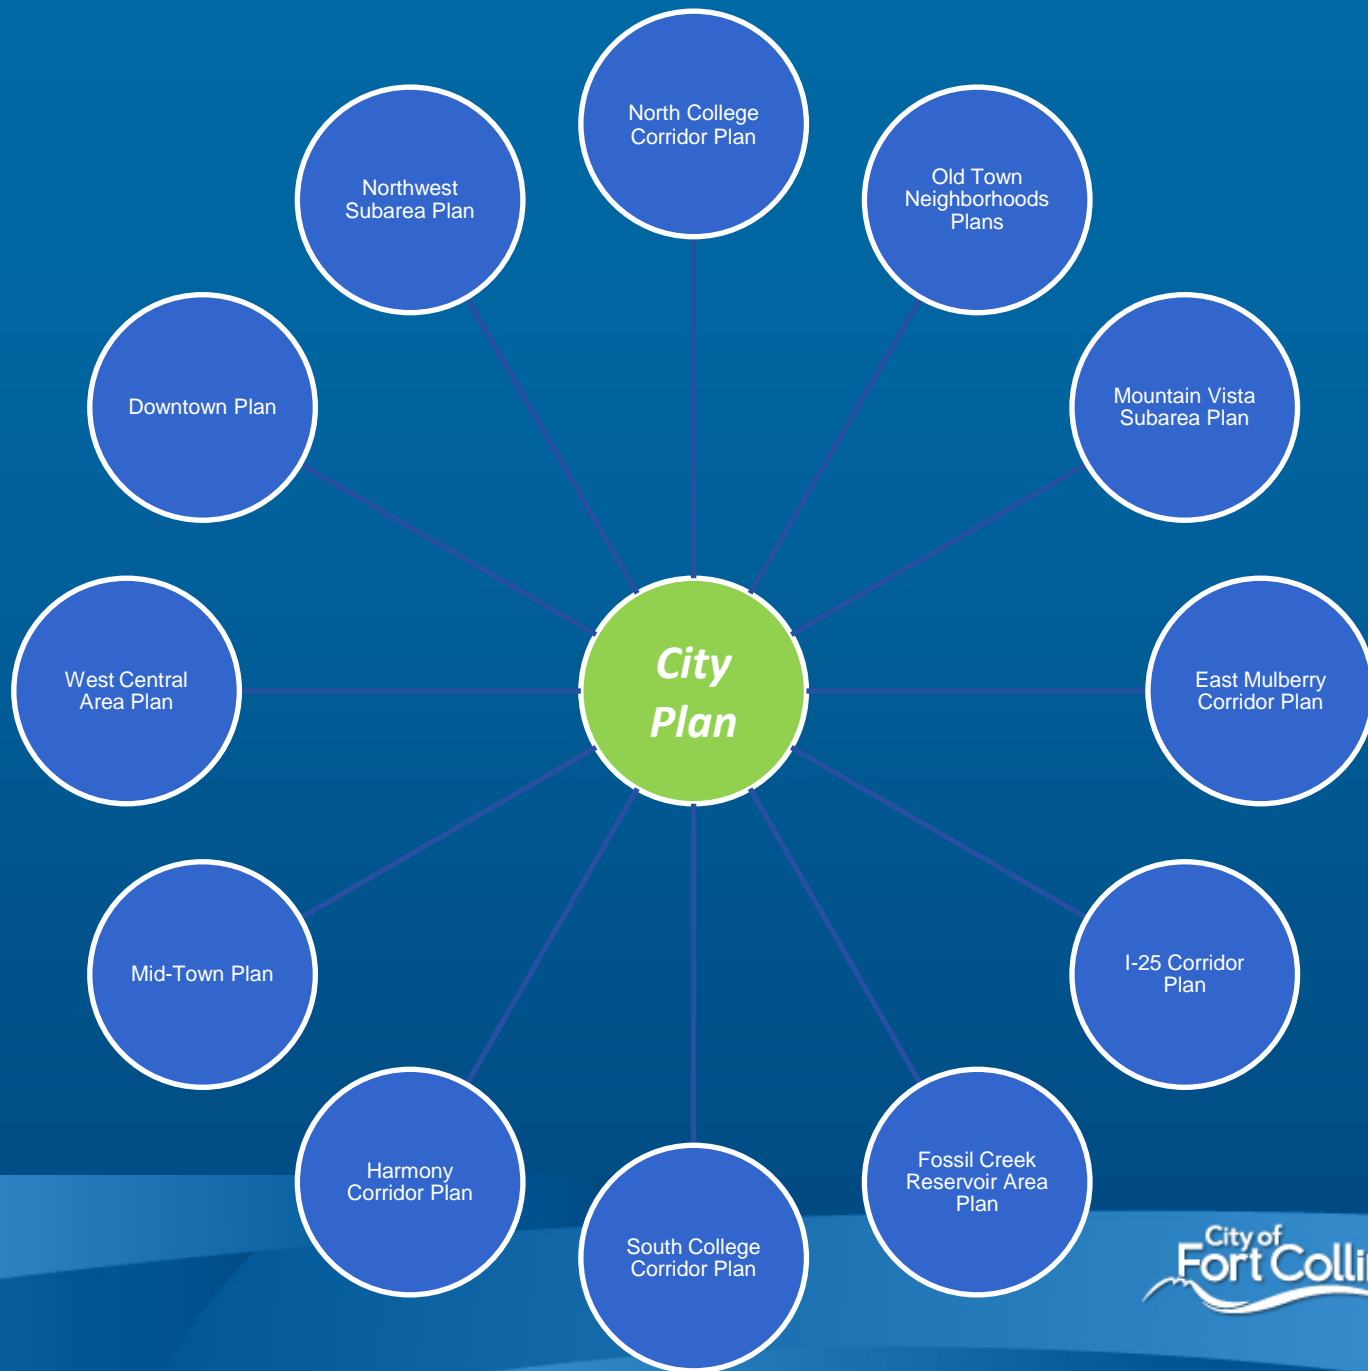 North College
Corridor Plan
Old Town
Neighborhoods
Plans
Mountain Vista
Subarea Plan
East Mulberry
Corridor Plan
I-25 Corridor
Plan
Fossil Creek
Reservoir Area
Plan
South College
Corridor Plan
Harmony
Corridor Plan
Mid-Town Plan
West Central
Area Plan
Downtown Plan
Northwest
Subarea Plan
City
Plan
City of
Fort Colli